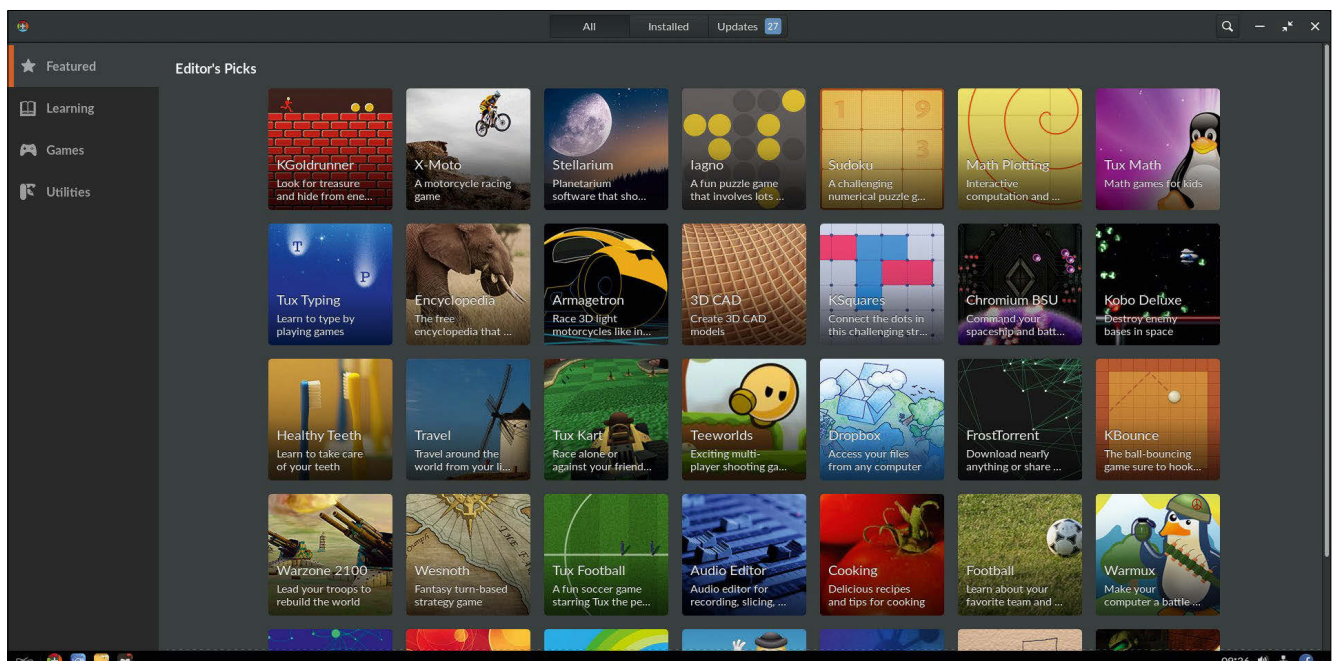 All
Installed
Updates 27
Featured
Learning
Games
Utilities
Editor's Picks
KGoldrunner
Look for treasure
and hide from ene...
X-Moto
A motorcycle racing
game
Stellarium
Planetarium
software that sho...
Iagno
A fun puzzle game
that involves lots ...
1 9
3
Sudoku
A challenging
numerical puzzle g...
Math Plotting
Interactive
computation and ...
Tux Math
Math games for kids
T
P
Tux Typing
Learn to type by
playing games
Encyclopedia
The free
encyclopedia that ...
Armagetron
Race 3D light
motorcycles like in...
3D CAD
Create 3D CAD
models
KSquares
Connect the dots in
this challenging str...
Chromium BSU
Command your
spaceship and batt...
Kobo Deluxe
Destroy enemy
bases in space
Healthy Teeth
Learn to take care
of your teeth
Travel
Travel around the
world from your li...
Tux Kart
Race alone or
against your friend...
Teeworlds
Exciting multi-
player shooting ga...
Dropbox
Access your files
from any computer
FrostTorrent
Download nearly
anything or share ...
KBounce
The ball-bouncing
game sure to hook...
Warzone 2100
Lead your troops to
rebuild the world
Wesnoth
Fantasy turn-based
strategy game
Tux Football
A fun soccer game
starring Tux the pe...
Audio Editor
Audio editor for
recording, slicing, ...
Cooking
Delicious recipes
and tips for cooking
Football
Learn about your
favorite team and ...
Warmux
Make your
computer a battle ...